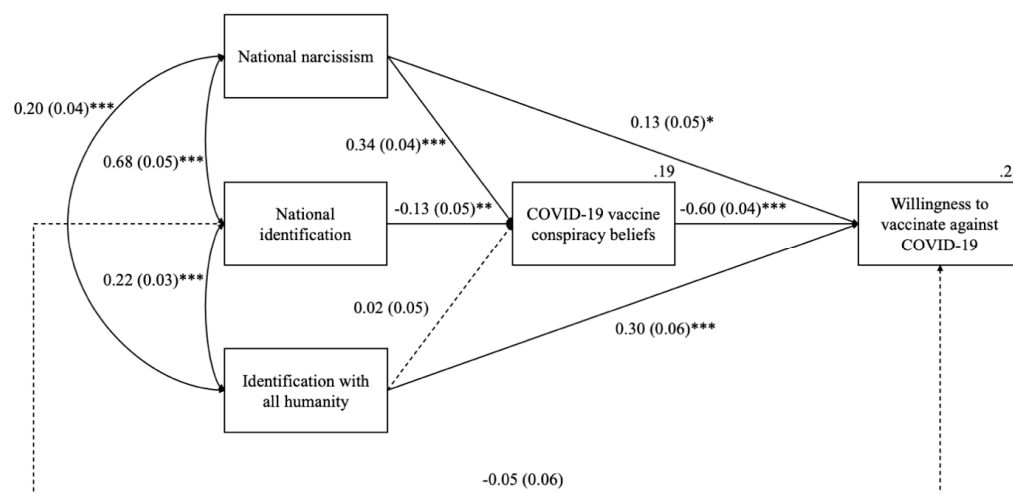 National narcissism
0.20 (0.04)***
0.13 (0.05)*
0.34 (0.04)***
0.68 (0.05)***
.19
.2
National
identification
-0.13 (0.05)**
COVID-19 vaccine
conspiracy beliefs
-0.60 (0.04)***
Willingness to
vaccinate against
COVID-19
0.22 (0.03)***
0.02 (0.05)
0.30 (0.06)***
Identification with
all humanity
-0.05 (0.06)